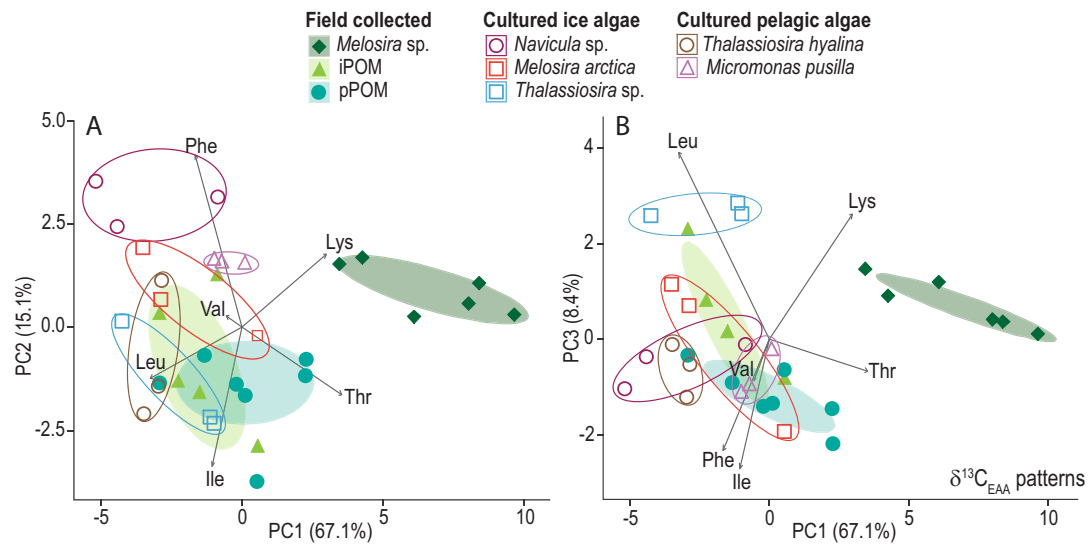 Field collected
Melosira sp.
iPOM
pPOM
Cultured ice algae
Navicula sp.
Melosira arctica
Thalassiosira sp.
Cultured pelagic algae
Thalassiosira hyalina
Micromonas pusilla
A
5.0
2.5
0.0
-2.5
PC2 (15.1%)
Phe
Lys
Val
Leu
Thr
Ile
-5
0
5
10
PC1 (67.1%)
B
4
2
0
-2
PC3 (8.4%)
Leu
Lys
Thr
Val
Phe
Ile
δ13CEAA patterns
-5
0
5
10
PC1 (67.1%)